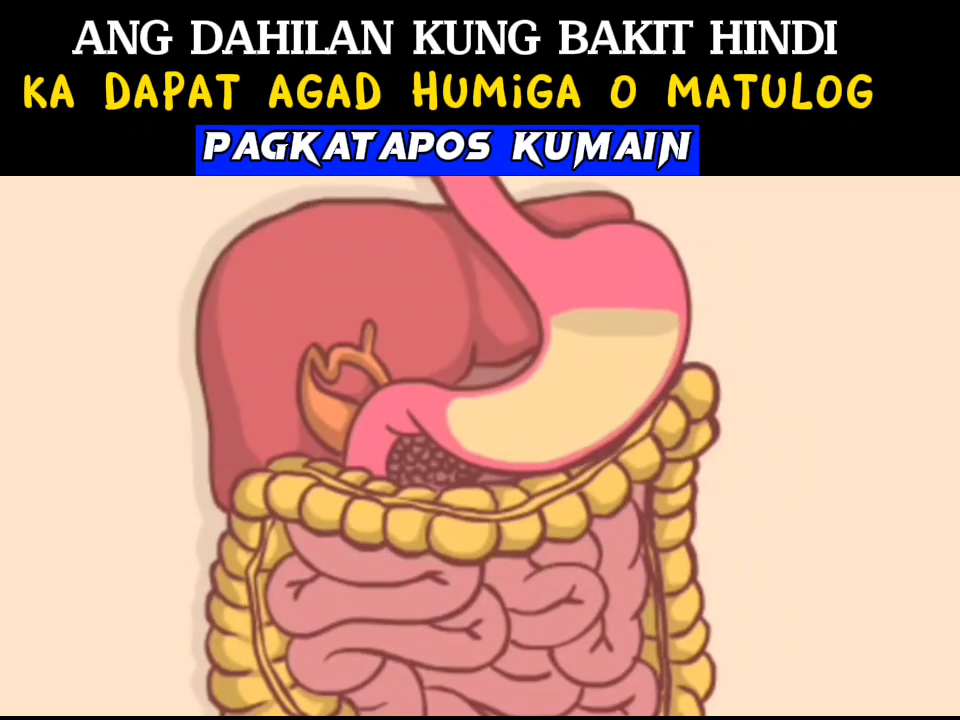 ANG DAHILAN KUNG BAKIT HINDI
KA DAPAT AGAD HUMiGA O MATULOG
PAGKATAPOS KUMAIN